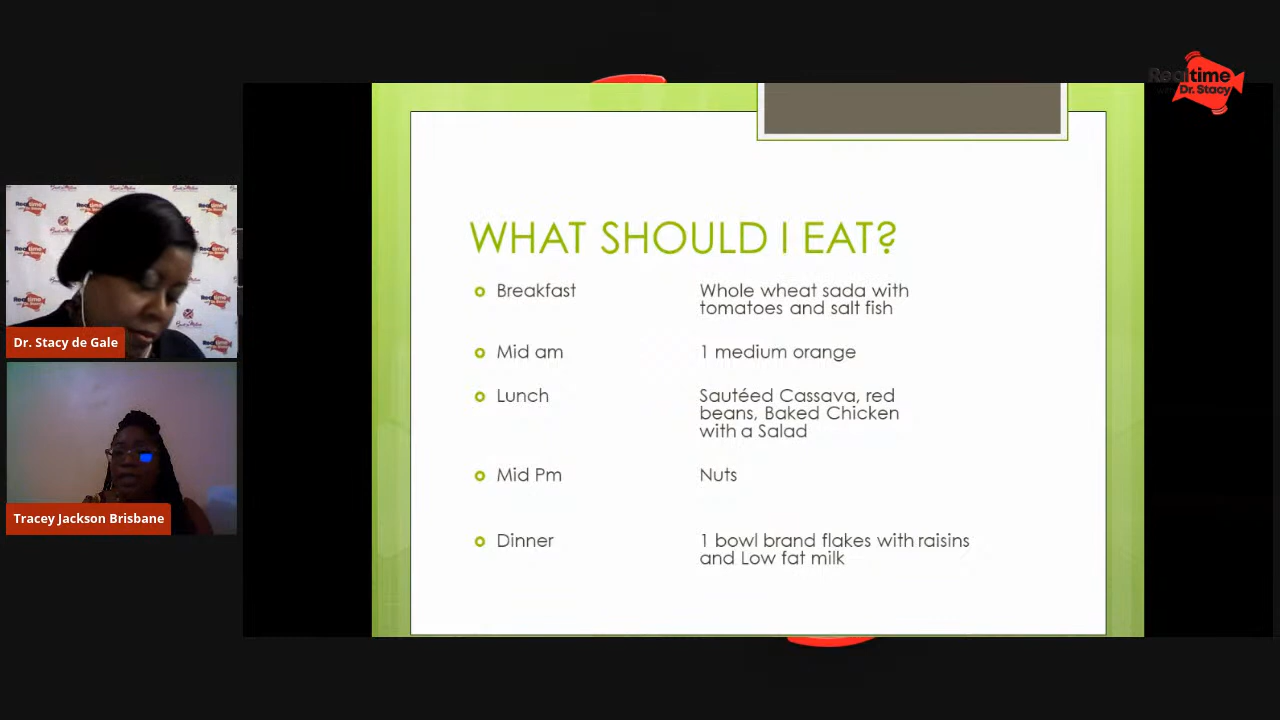 Realtime
with Dr. Stacy
WHAT SHOULD I EAT?
Breakfast
Whole wheat sada with
tomatoes and salt fish
Mid am
1 medium orange
Lunch
Sautéed Cassava, red
beans, Baked Chicken
with a Salad
Mid Pm
Nuts
Dinner
1 bowl brand flakes with raisins
and Low fat milk
Dr. Stacy de Gale
Tracey Jackson Brisbane